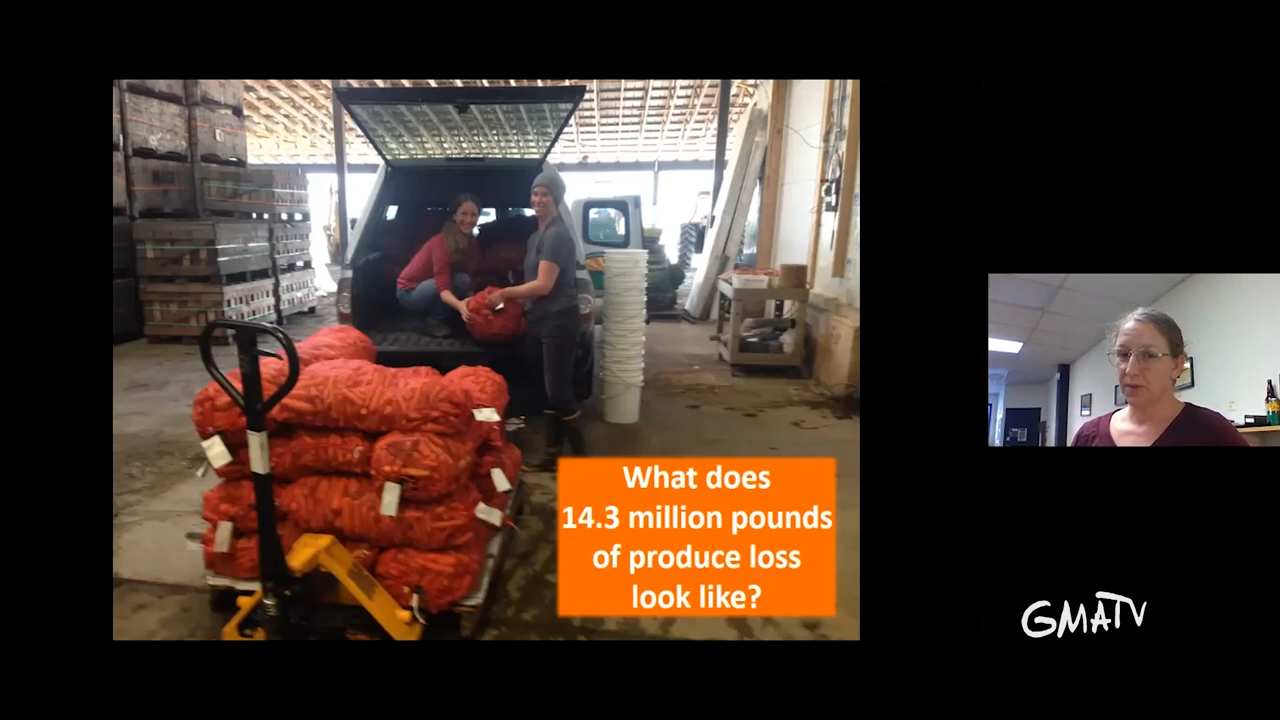 What does
14.3 million pounds
of produce loss
look like?
GMATV